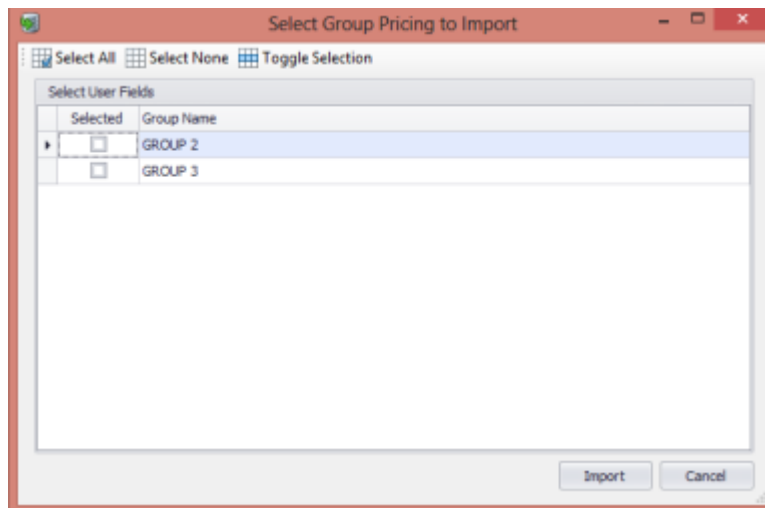 Select Group Pricing to Import
Select All Select None Toggle Selection
Select User Fields
Selected Group Name
GROUP 2
GROUP 3
Import Cancel